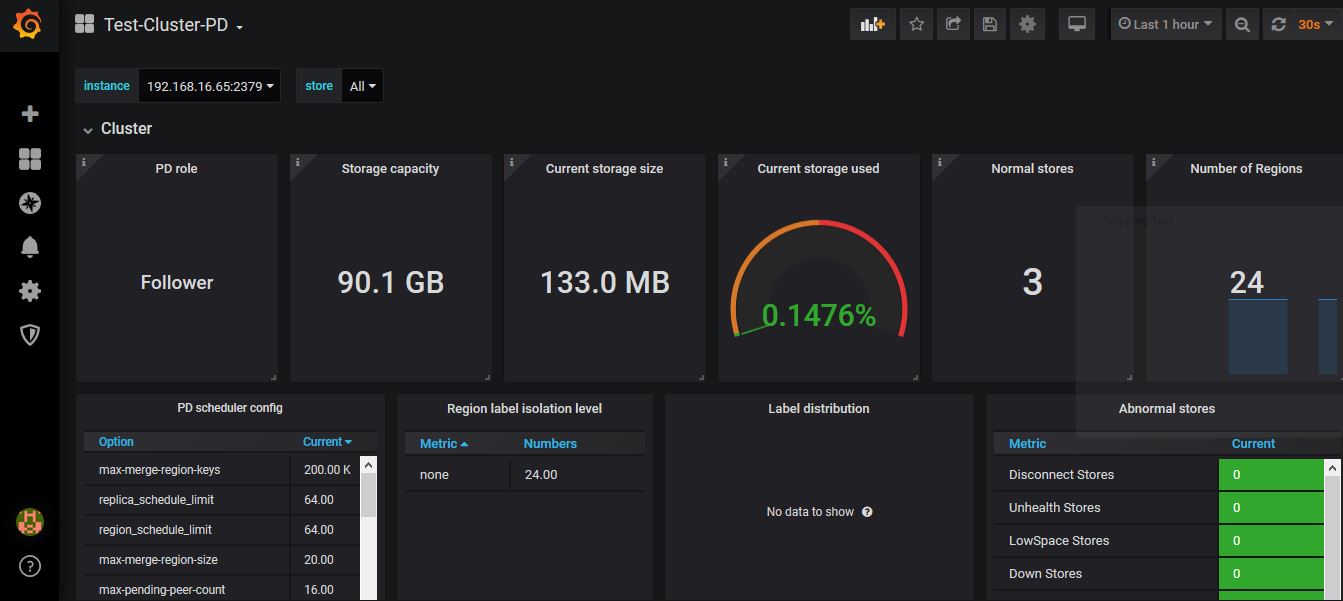 Test-Cluster-PD
Last 1 hour
30s
instance 192.168.16.65:2379
store All
Cluster
PD role
Follower
Storage capacity
90.1 GB
Current storage size
133.0 MB
Current storage used
0.1476%
Normal stores
3
Number of Regions
24
Snipping Tool
PD scheduler config
Option Current
max-merge-region-keys 200.00 K
replica_schedule_limit 64.00
region_schedule_limit 64.00
max-merge-region-size 20.00
max-pending-peer-count 16.00
Region label isolation level
Metric Numbers
none 24.00
Label distribution
No data to show
Abnormal stores
Metric Current
Disconnect Stores 0
Unhealth Stores 0
LowSpace Stores 0
Down Stores 0